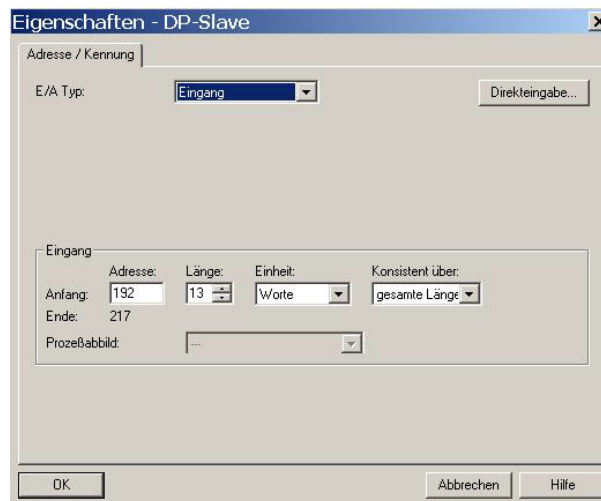 Eigenschaften - DP-Slave
Adresse / Kennung
E/A Typ: Eingang Direkteingabe...
Eingang
Adresse: Länge: Einheit: Konsistent über:
Anfang: 192 13 Worte gesamte Länge
Ende: 217
Prozeßabbild: ---
OK Abbrechen Hilfe